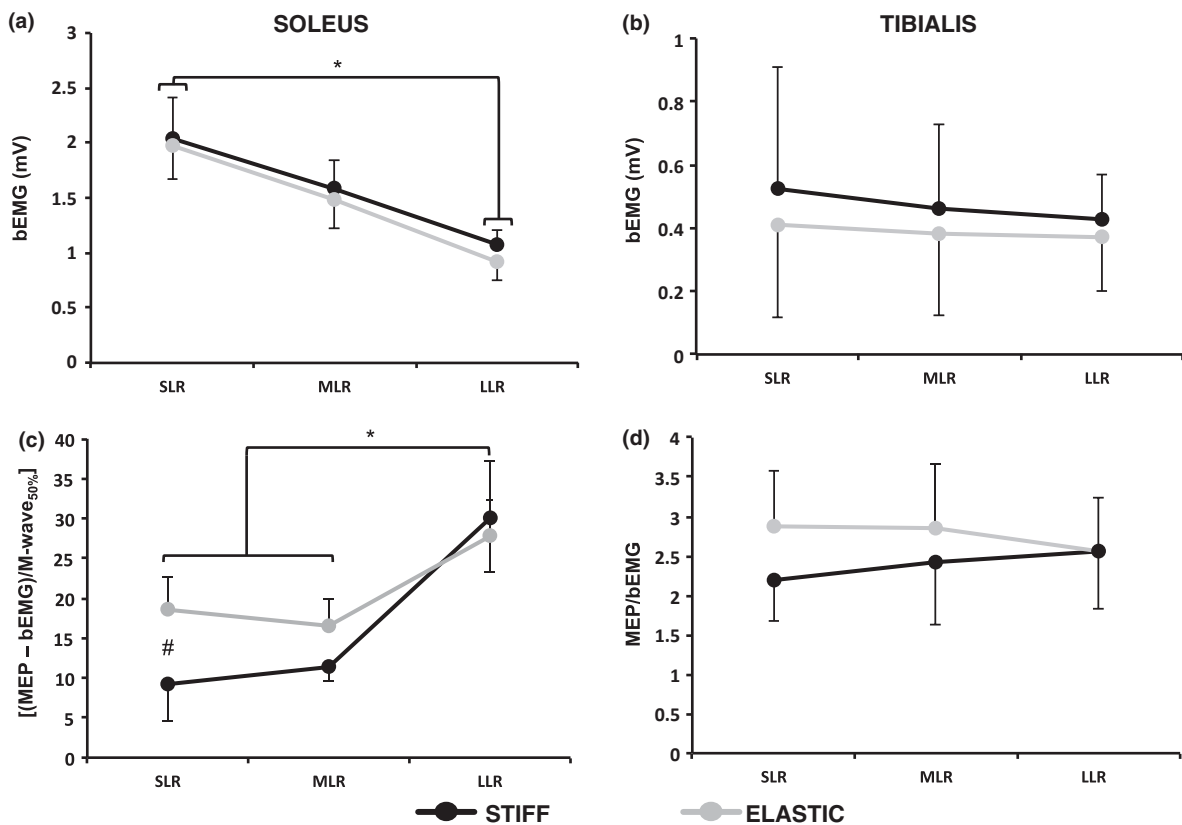 (a)
SOLEUS
3
2.5
2
1.5
1
0.5
0
bEMG (mV)
*
SLR
MLR
LLR
(b)
TIBIALIS
1
0.8
0.6
0.4
0.2
0
bEMG (mV)
SLR
MLR
LLR
(c)
40
35
30
25
20
15
10
5
0
[(MEP – bEMG)/M-wave50%]
*
#
SLR
MLR
LLR
(d)
4
3.5
3
2.5
2
1.5
1
0.5
0
MEP/bEMG
SLR
MLR
LLR
STIFF
ELASTIC